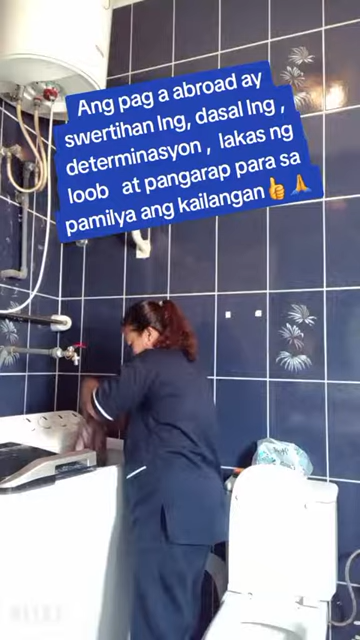 Ang pag a abroad ay
swertihan lng, dasal lng ,
determinasyon , lakas ng
loob at pangarap para sa
pamilya ang kailangan👍🙏